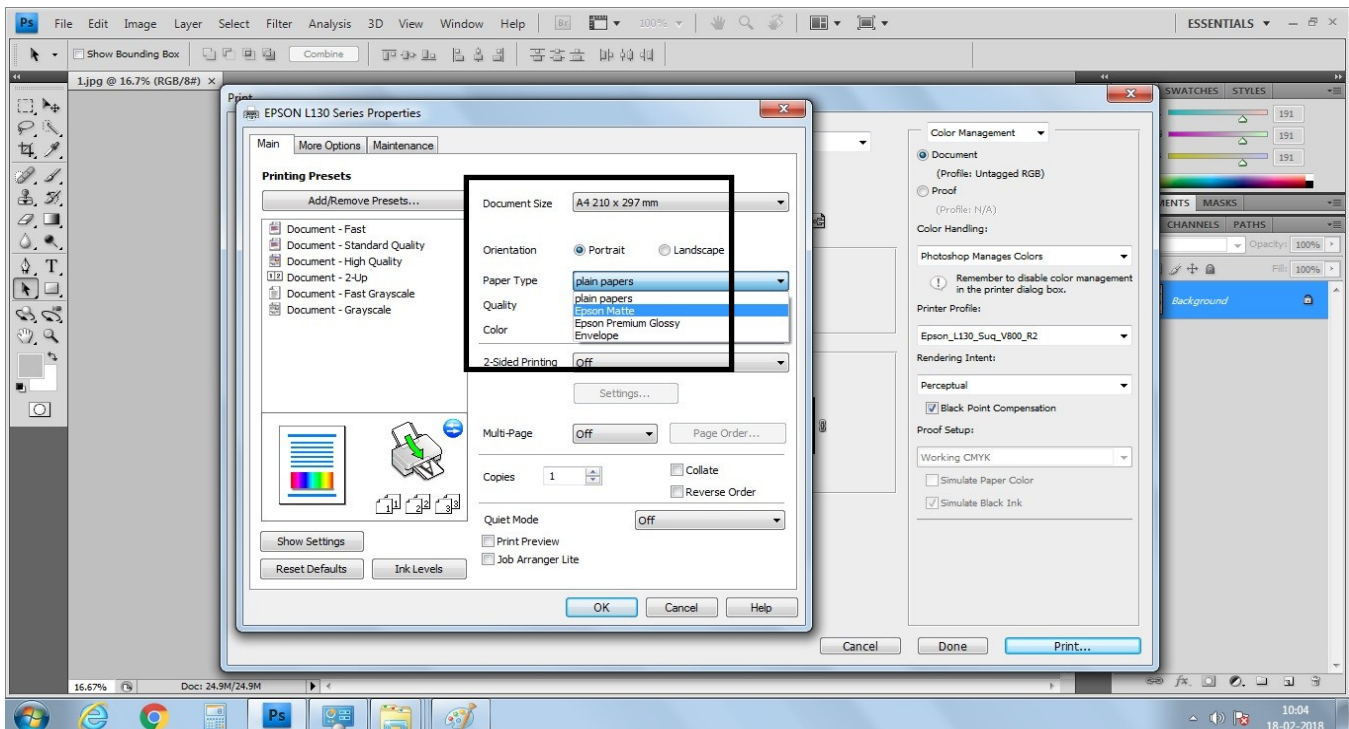 Ps File Edit Image Layer Select Filter Analysis 3D View Window Help Br 100% ESSENTIALS
Show Bounding Box Combine
1.jpg @ 16.7% (RGB/8#) ×
SWATCHES STYLES
191
191
191
MASKS
CHANNELS PATHS
Opacity: 100%
Fill: 100%
Background
Print
EPSON L130 Series Properties
Main More Options Maintenance
Printing Presets
Add/Remove Presets...
Document - Fast
Document - Standard Quality
Document - High Quality
Document - 2-Up
Document - Fast Grayscale
Document - Grayscale
Show Settings
Reset Defaults Ink Levels
Document Size A4 210 x 297 mm
Orientation Portrait Landscape
Paper Type plain papers
plain papers
Epson Matte
Epson Premium Glossy
Envelope
Quality
Color
2-Sided Printing Off
Settings...
Multi-Page Off Page Order...
Copies 1 Collate
Reverse Order
Quiet Mode Off
Print Preview
Job Arranger Lite
OK Cancel Help
Color Management
Document
(Profile: Untagged RGB)
Proof
(Profile: N/A)
Color Handling:
Photoshop Manages Colors
Remember to disable color management
in the printer dialog box.
Printer Profile:
Epson_L130_Suq_V800_R2
Rendering Intent:
Perceptual
Black Point Compensation
Proof Setup:
Working CMYK
Simulate Paper Color
Simulate Black Ink
Cancel Done Print...
16.67% Doc: 24.9M/24.9M
Ps
10:04
18-02-2018